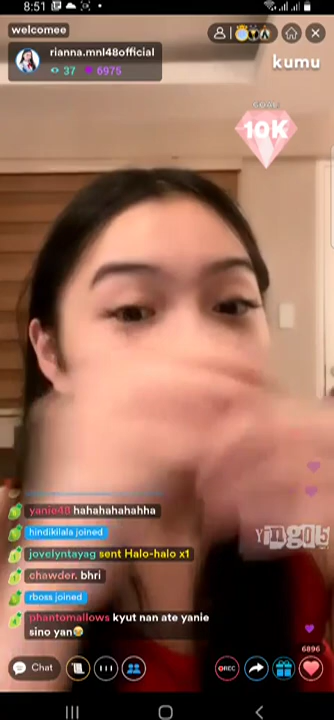 8:51
welcomee
rianna.mnl48official
37 6975
kumu
GOAL
10K
yanie48 hahahahahahha
hindikilala joined
jovelyntayag sent Halo-halo x1
chawder. bhri
rboss joined
phantomallows kyut nan ate yanie
sino yan
Yingo15
6896
Chat
REC